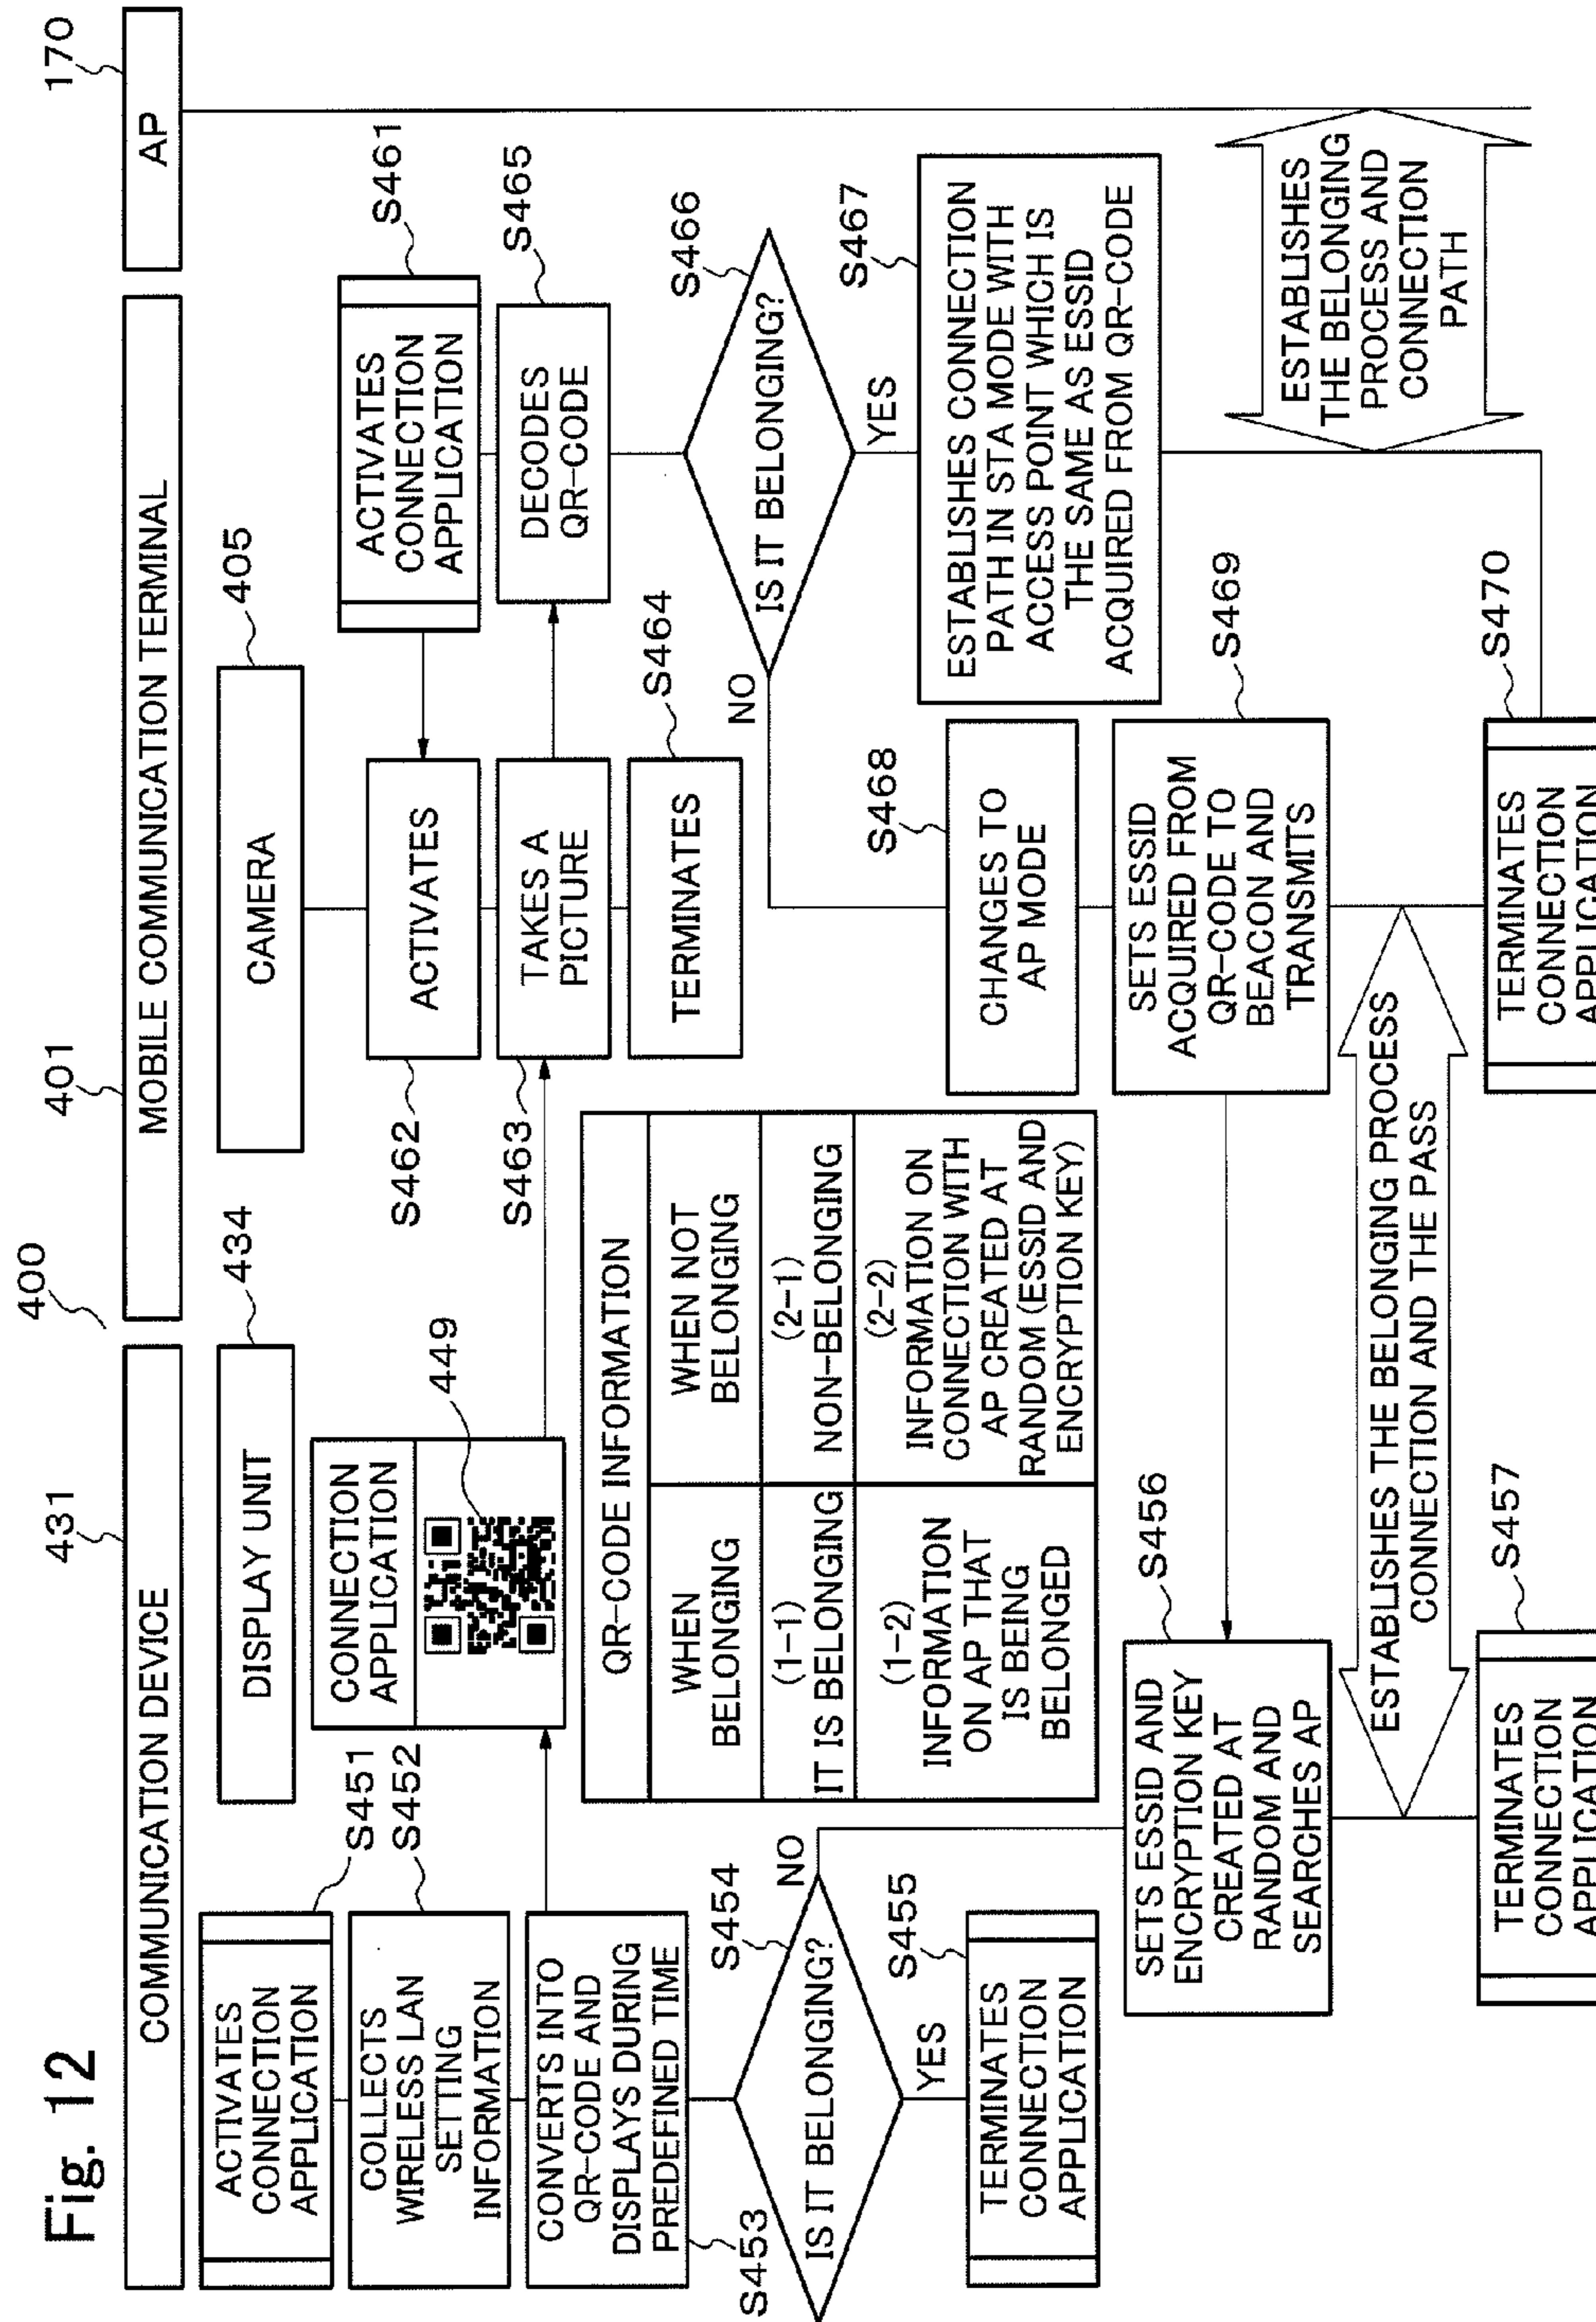 Fig. 12
400
431
COMMUNICATION DEVICE
401
MOBILE COMMUNICATION TERMINAL
170
AP
ACTIVATES
CONNECTION
APPLICATION
S451
COLLECTS
WIRELESS LAN
SETTING
INFORMATION
S452
CONVERTS INTO
QR-CODE AND
DISPLAYS DURING
PREDEFINED TIME
S453
IS IT BELONGING?
S454
NO
YES
TERMINATES
CONNECTION
APPLICATION
S455
SETS ESSID AND
ENCRYPTION KEY
CREATED AT
RANDOM AND
SEARCHES AP
S456
TERMINATES
CONNECTION
APPLICATION
S457
DISPLAY UNIT
434
CONNECTION
APPLICATION
449
QR-CODE INFORMATION
WHEN
BELONGING
WHEN NOT
BELONGING
(1-1)
IT IS BELONGING
(2-1)
NON-BELONGING
(1-2)
INFORMATION
ON AP THAT
IS BEING
BELONGED
(2-2)
INFORMATION ON
CONNECTION WITH
AP CREATED AT
RANDOM (ESSID AND
ENCRYPTION KEY)
CAMERA
405
ACTIVATES
S462
TAKES A
PICTURE
S463
TERMINATES
S464
ACTIVATES
CONNECTION
APPLICATION
S461
DECODES
QR-CODE
S465
IS IT BELONGING?
S466
NO
YES
ESTABLISHES CONNECTION
PATH IN STA MODE WITH
ACCESS POINT WHICH IS
THE SAME AS ESSID
ACQUIRED FROM QR-CODE
S467
CHANGES TO
AP MODE
S468
SETS ESSID
ACQUIRED FROM
QR-CODE TO
BEACON AND
TRANSMITS
S469
ESTABLISHES THE BELONGING PROCESS
CONNECTION AND THE PASS
ESTABLISHES
THE BELONGING
PROCESS AND
CONNECTION
PATH
TERMINATES
CONNECTION
APPLICATION
S470